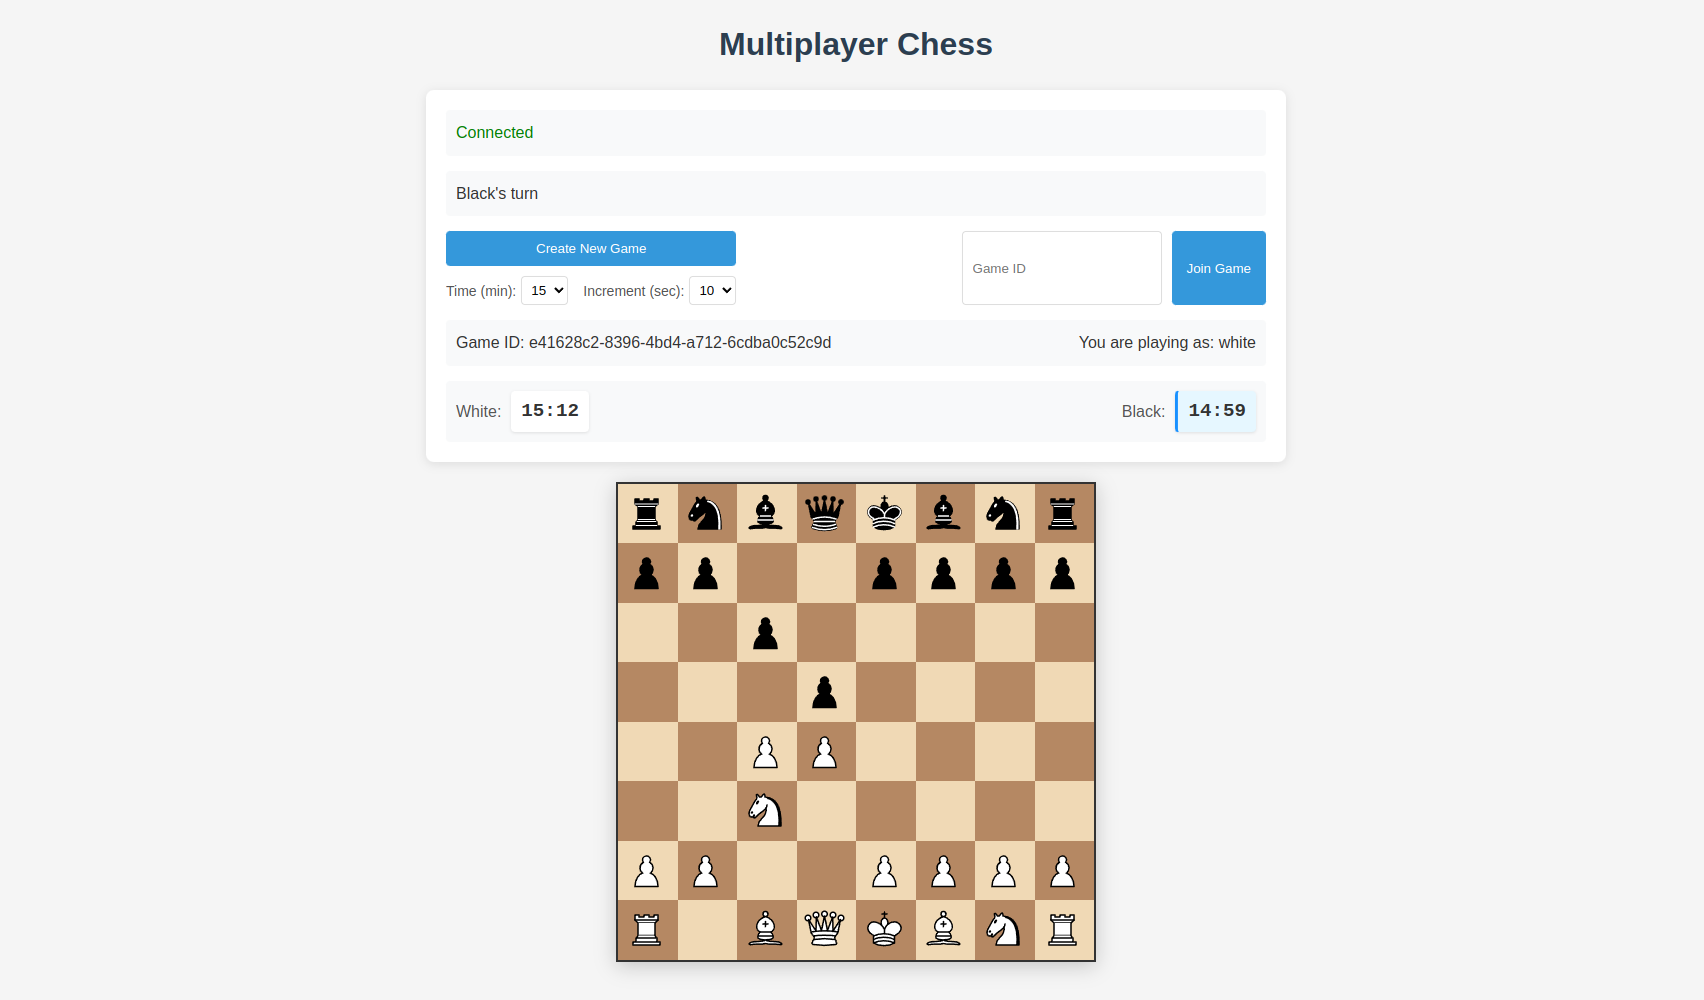 Multiplayer Chess
Connected
Black's turn
Create New Game
Time (min): 15 Increment (sec): 10
Game ID
Join Game
Game ID: e41628c2-8396-4bd4-a712-6cdba0c52c9d
You are playing as: white
White: 15:12
Black: 14:59